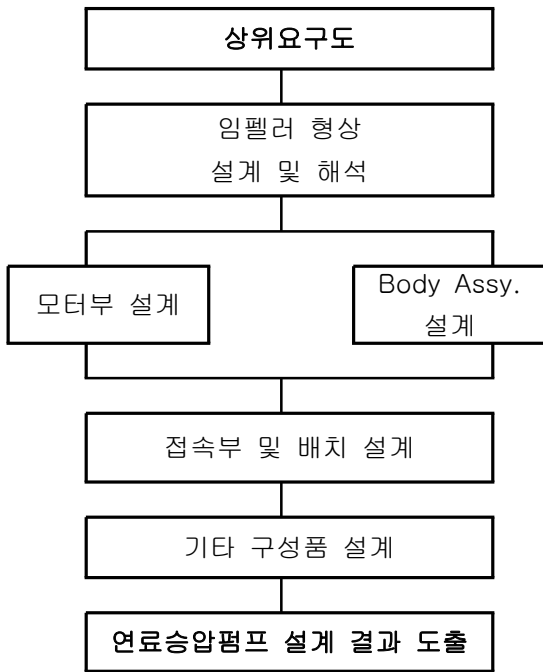 상위요구도
임펠러 형상
설계 및 해석
모터부 설계
Body Assy.
설계
접속부 및 배치 설계
기타 구성품 설계
연료승압펌프 설계 결과 도출